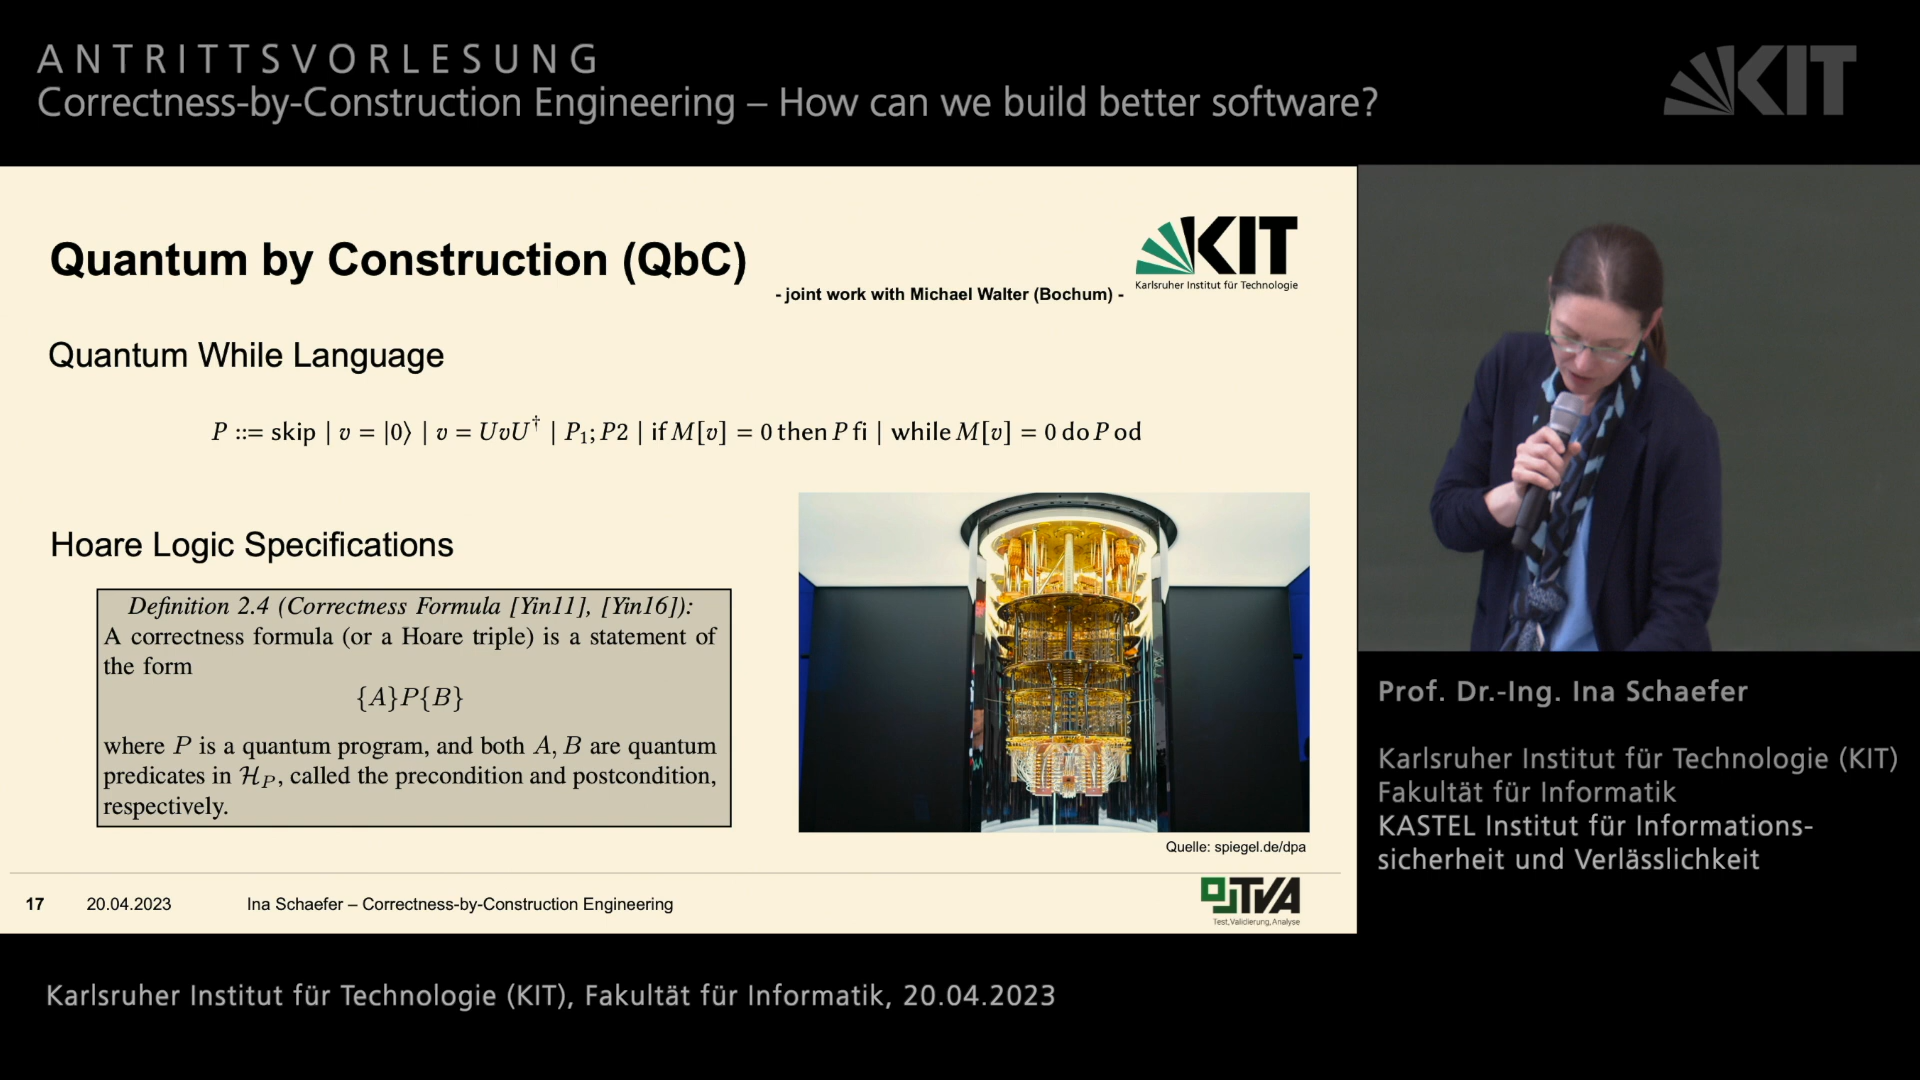 ANTRITTSVORLESUNG
Correctness-by-Construction Engineering – How can we build better software?
KIT
Quantum by Construction (QbC)
- joint work with Michael Walter (Bochum) -
KIT
Karlsruher Institut für Technologie
Quantum While Language
P ::= skip | v = |0⟩ | v = UvU† | P₁; P2 | if M[v] = 0 then P fi | while M[v] = 0 do P od
Hoare Logic Specifications
Definition 2.4 (Correctness Formula [Yin11], [Yin16]):
A correctness formula (or a Hoare triple) is a statement of
the form
{A}P{B}
where P is a quantum program, and both A, B are quantum
predicates in ℋ_P, called the precondition and postcondition,
respectively.
Quelle: spiegel.de/dpa
17 20.04.2023 Ina Schaefer – Correctness-by-Construction Engineering
TVA
Test,Validierung,Analyse
Prof. Dr.-Ing. Ina Schaefer
Karlsruher Institut für Technologie (KIT)
Fakultät für Informatik
KASTEL Institut für Informations-
sicherheit und Verlässlichkeit
Karlsruher Institut für Technologie (KIT), Fakultät für Informatik, 20.04.2023